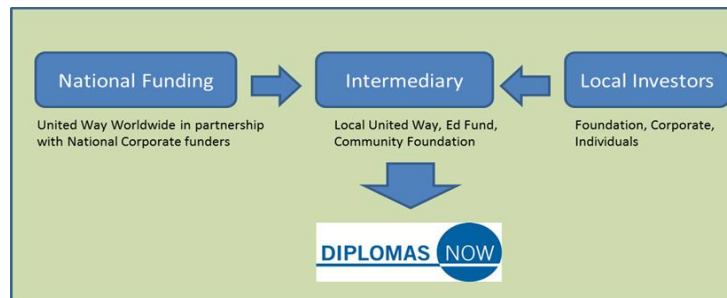 National Funding
Intermediary
Local Investors
United Way Worldwide in partnership
with National Corporate funders
Local United Way, Ed Fund,
Community Foundation
Foundation, Corporate,
Individuals
DIPLOMAS NOW